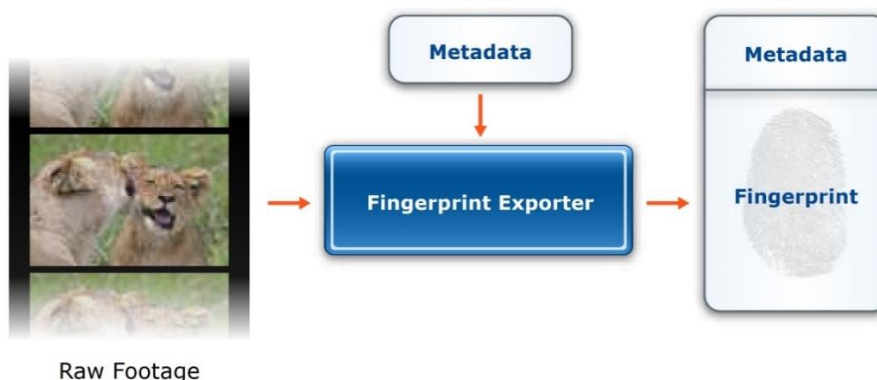 Metadata
Metadata
Fingerprint Exporter
Fingerprint
Raw Footage